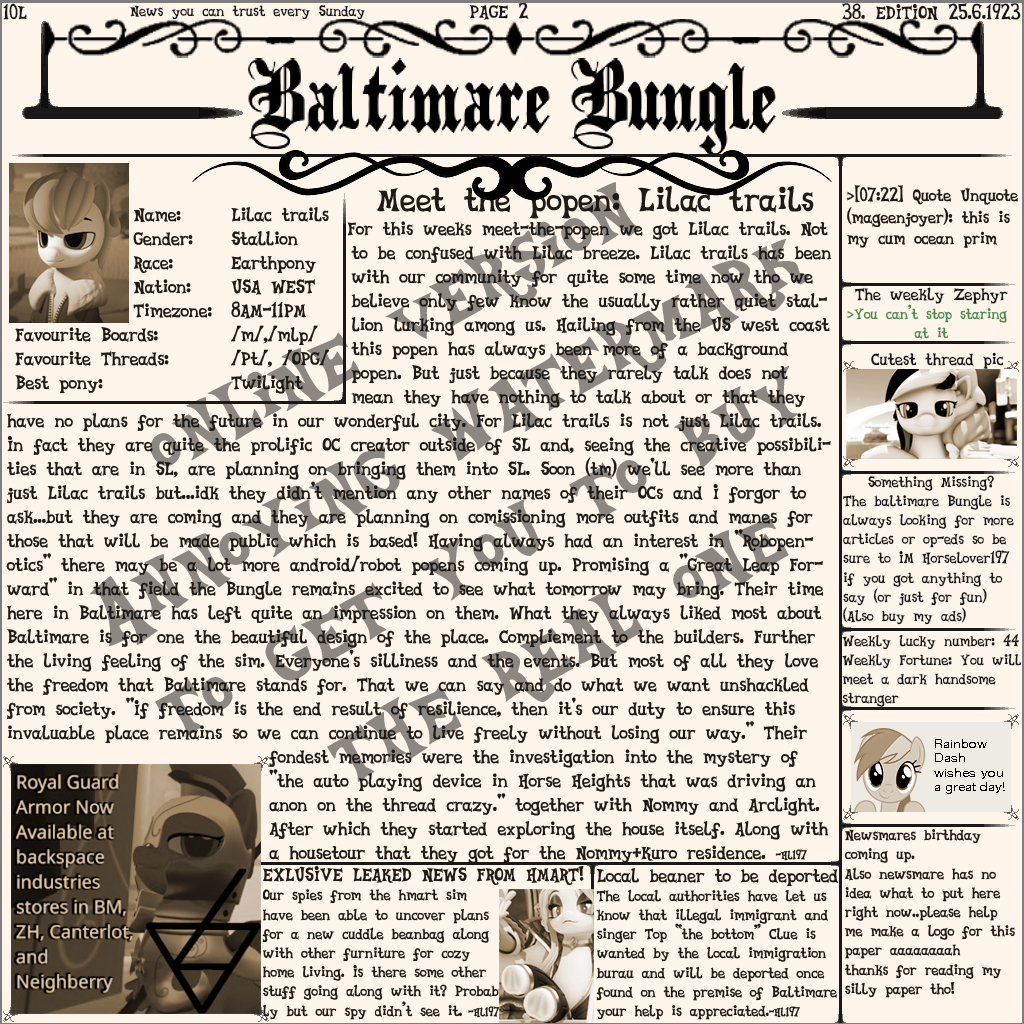 10L News you can trust every Sunday PAGE 2 38. EDITION 25.6.1923
Baltimare Bungle
Name: Lilac trails
Gender: Stallion
Race: Earthpony
Nation: USA WEST
Timezone: 8AM-11PM
Favourite Boards: /m/,/mlp/
Favourite Threads: /Pt/, /OPG/
Best pony: Twilight
Meet the popen: Lilac trails
For this weeks meet-the-popen we got Lilac trails. Not
to be confused with Lilac breeze. Lilac trails has been
with our community for quite some time now tho we
believe only few know the usually rather quiet stal-
lion lurking among us. Hailing from the US west coast
this popen has always been more of a background
popen. But just because they rarely talk does not
mean they have nothing to talk about or that they
have no plans for the future in our wonderful city. For Lilac trails is not just Lilac trails.
In fact they are quite the prolific OC creator outside of SL and, seeing the creative possibili-
ties that are in SL, are planning on bringing them into SL. Soon (tm) we'll see more than
just Lilac trails but...idk they didn't mention any other names of their OCs and i forgor to
ask...but they are coming and they are planning on comissioning more outfits and manes for
those that will be made public which is based! Having always had an interest in "Robopen-
otics" there may be a lot more android/robot popens coming up. Promising a "Great Leap For-
ward" in that field the Bungle remains excited to see what tomorrow may bring. Their time
here in Baltimare has left quite an impression on them. What they always liked most about
Baltimare is for one the beautiful design of the place. Compliement to the builders. Further
the living feeling of the sim. Everyone's silliness and the events. But most of all they love
the freedom that Baltimare stands for. That we can say and do what we want unshackled
from society. "if freedom is the end result of resilience, then it's our duty to ensure this
invaluable place remains so we can continue to live freely without losing our way." Their
fondest memories were the investigation into the mystery of
"the auto playing device in Horse Heights that was driving an
anon on the thread crazy." together with Nommy and Arclight.
After which they started exploring the house itself. Along with
a housetour that they got for the Nommy+Kuro residence. -HL197
ONLINE VERSION
ANNOYING WATERMARK
TO GET YOU TO BUY
THE REAL ONE
Royal Guard
Armor Now
Available at
backspace
industries
stores in BM,
ZH, Canterlot,
and
Neighberry
EXLUSIVE LEAKED NEWS FROM HMART!
Our spies from the hmart sim
have been able to uncover plans
for a new cuddle beanbag along
with other furniture for cozy
home living. is there some other
stuff going along with it? Probab
ly but our spy didn't see it. -HL197
Local beaner to be deported
The local authorities have let us
Know that illegal immigrant and
singer Top "the bottom" Clue is
wanted by the local immigration
burau and will be deported once
found on the premise of Baltimare
your help is appreciated.-HL197
>[07:22] Quote Unquote
(mageenjoyer): this is
my cum ocean prim
The weekly Zephyr
>You can't stop staring
at it
Cutest thread pic
Something Missing?
The baltimare Bungle is
always looking for more
articles or op-eds so be
sure to iM Horselover197
if you got anything to
say (or just for fun)
(Also buy my ads)
Weekly Lucky number: 44
Weekly Fortune: You will
meet a dark handsome
stranger
Rainbow
Dash
wishes you
a great day!
Newsmares birthday
coming up.
Also newsmare has no
idea what to put here
right now..please help
me make a logo for this
paper aaaaaaah
thanks for reading my
silly paper tho!